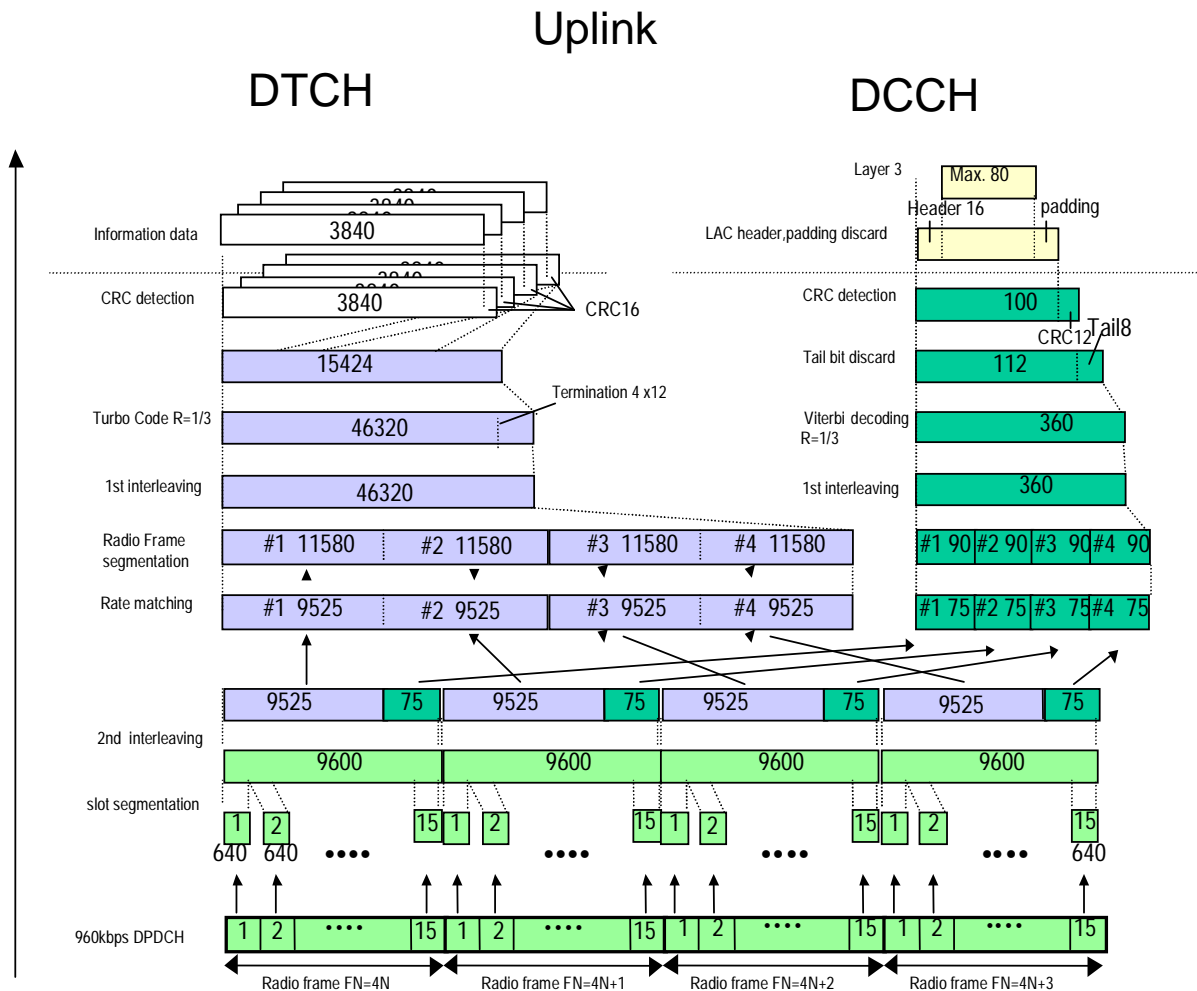 Uplink
DTCH
DCCH
Layer 3
Max. 80
Header 16
padding
LAC header,padding discard
3840
3840
3840
Information data
3840
CRC detection
3840
3840
3840
3840
CRC16
CRC detection
100
CRC12
Tail8
15424
Tail bit discard
112
Termination 4 x12
Turbo Code R=1/3
46320
Viterbi decoding
R=1/3
360
1st interleaving
46320
1st interleaving
360
Radio Frame
segmentation
#1 11580
#2 11580
#3 11580
#4 11580
#1 90
#2 90
#3 90
#4 90
Rate matching
#1 9525
#2 9525
#3 9525
#4 9525
#1 75
#2 75
#3 75
#4 75
9525
75
9525
75
9525
75
9525
75
2nd interleaving
9600
9600
9600
9600
slot segmentation
1
2
15
1
2
15
1
2
15
1
2
15
640
640
••••
••••
••••
••••
640
960kbps DPDCH
1
2
••••
15
1
2
••••
15
1
2
••••
15
1
2
••••
15
Radio frame FN=4N
Radio frame FN=4N+1
Radio frame FN=4N+2
Radio frame FN=4N+3